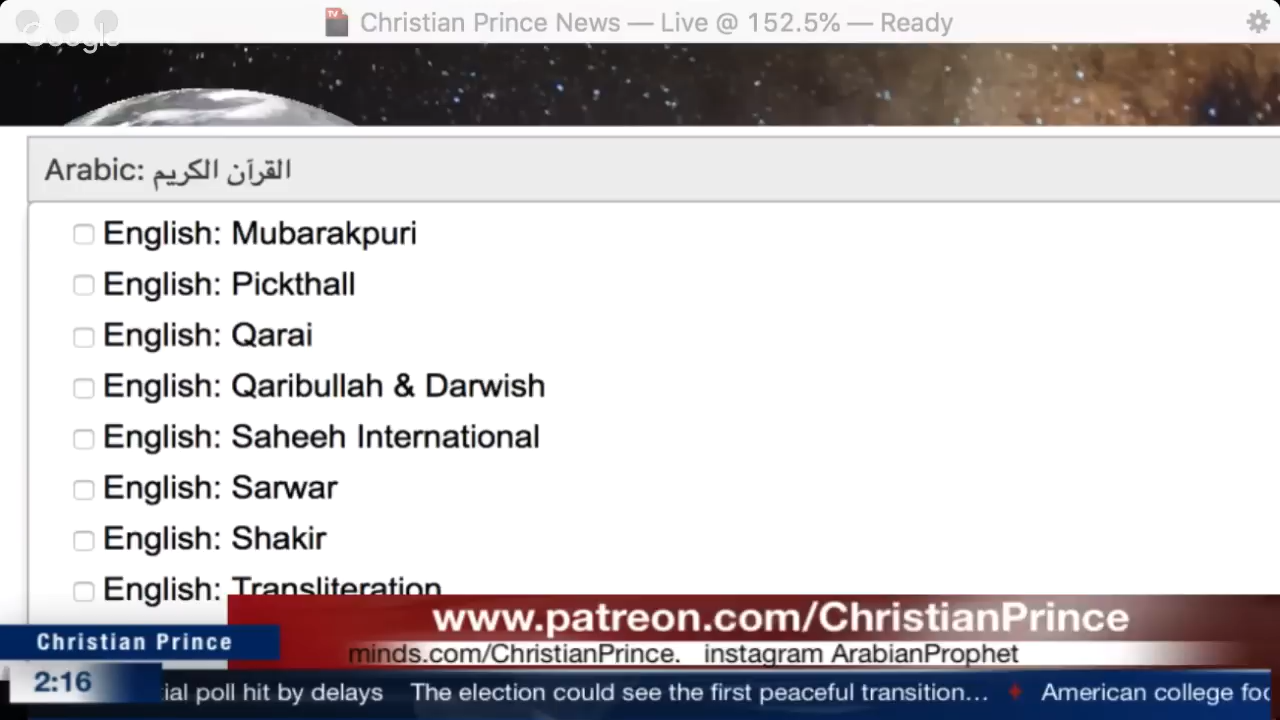 Christian Prince News — Live @ 152.5% — Ready
Google
Arabic: القرآن الكريم
English: Mubarakpuri
English: Pickthall
English: Qarai
English: Qaribullah & Darwish
English: Saheeh International
English: Sarwar
English: Shakir
English: Transliteration
www.patreon.com/ChristianPrince
Christian Prince
minds.com/ChristianPrince. instagram ArabianProphet
2:16
poll hit by delays The election could see the first peaceful transition... American college